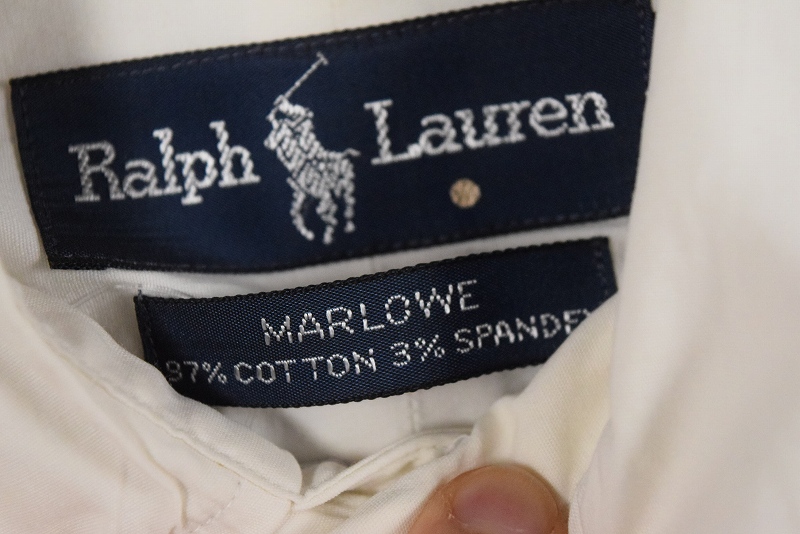 Ralph Lauren
MARLOWE
97% COTTON 3% SPANDEX